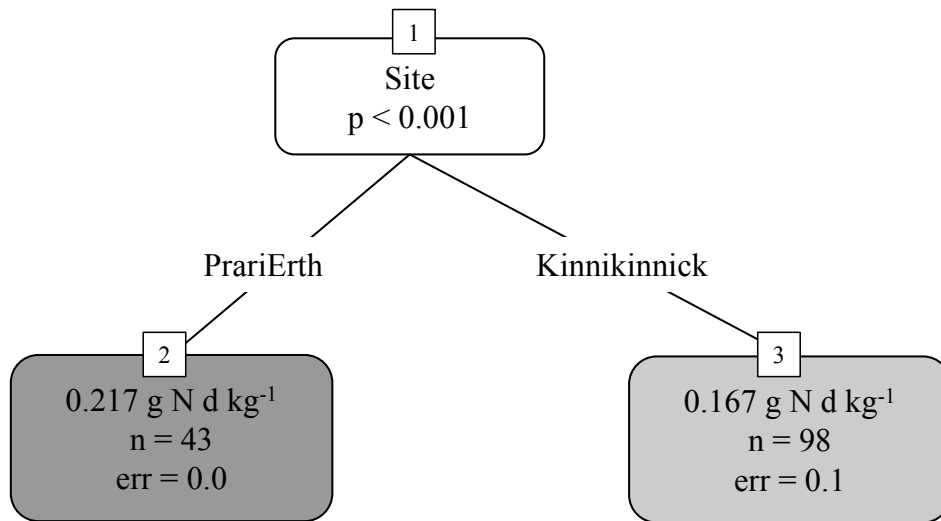 1
Site
p < 0.001
PrariErth
Kinnikinnick
2
0.217 g N d kg⁻¹
n = 43
err = 0.0
3
0.167 g N d kg⁻¹
n = 98
err = 0.1